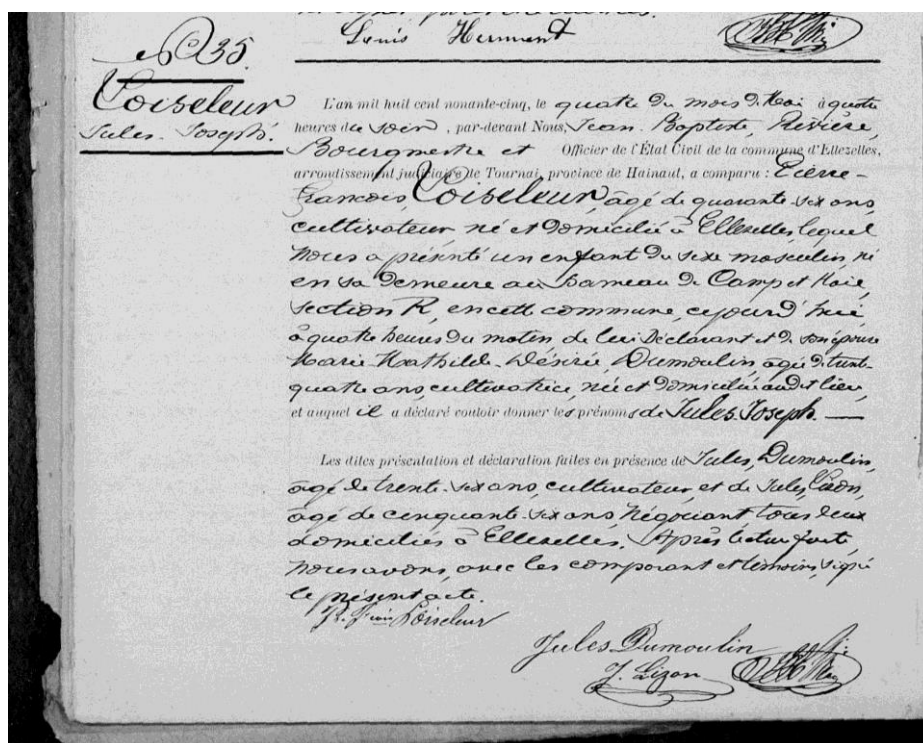 Louis Herment
N° 35.
Loiseleur
Jules-Joseph.
L'an mil huit cent nonante-cinq, le quatre du mois de Mai à quatre
heures du soir, par-devant Nous, Jean-Baptiste, Rivière,
Bourgmestre et Officier de l'État Civil de la commune d'Ellezelles,
arrondissement judiciaire de Tournai, province de Hainaut, a comparu : Pierre-
François, Loiseleur, âgé de quarante-six ans,
cultivateur, né et domicilié à Ellezelles, lequel
nous a présenté un enfant du sexe masculin, né
en sa demeure au hameau de Camp et Haie,
section R, en cette commune, cejourd'hui
à quatre heures du matin, de lui Déclarant et de son épouse
Marie-Mathilde-Désirée, Dumoulin, âgée de trente-
quatre ans, cultivatrice, née et domiciliée audit lieu,
et auquel il a déclaré vouloir donner les prénoms de Jules-Joseph. —
Les dites présentation et déclaration faites en présence de Jules, Dumoulin,
âgé de trente-six ans, cultivateur, et de Jules,
âgé de cinquante-six ans, négociant, tous deux
domiciliés à Ellezelles. Après lecture faite,
nous avons, avec les comparant et témoins, signé
le présent acte.
Loiseleur
Jules Dumoulin
J. Lizon